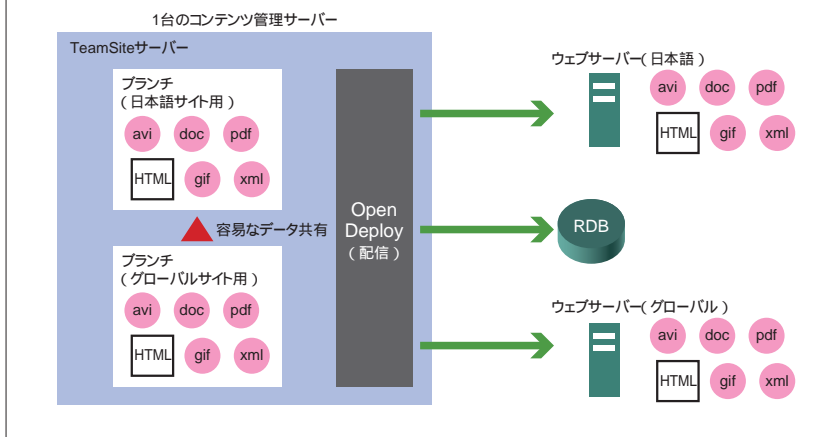 1台のコンテンツ管理サーバー
TeamSiteサーバー
ブランチ
(日本語サイト用)
avi doc pdf
HTML gif xml
容易なデータ共有
ブランチ
(グローバルサイト用)
avi doc pdf
HTML gif xml
Open
Deploy
(配信)
ウェブサーバー(日本語)
avi doc pdf
HTML gif xml
RDB
ウェブサーバー(グローバル)
avi doc pdf
HTML gif xml